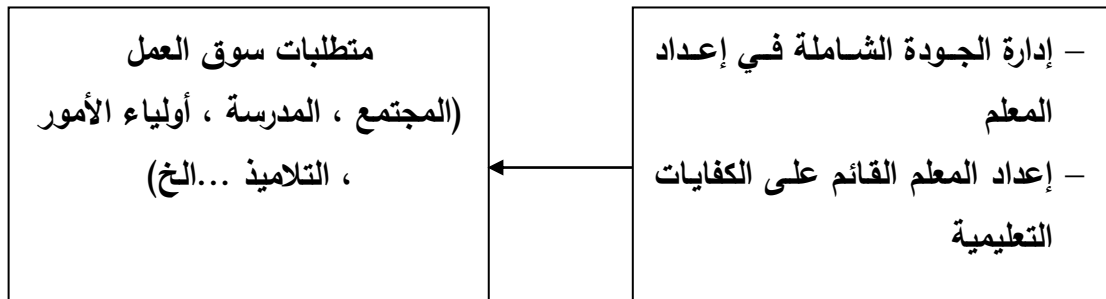 – إدارة الجودة الشاملة في إعداد
المعلم
– إعداد المعلم القائم على الكفايات
التعليمية
متطلبات سوق العمل
(المجتمع ، المدرسة ، أولياء الأمور
، التلاميذ ...الخ)